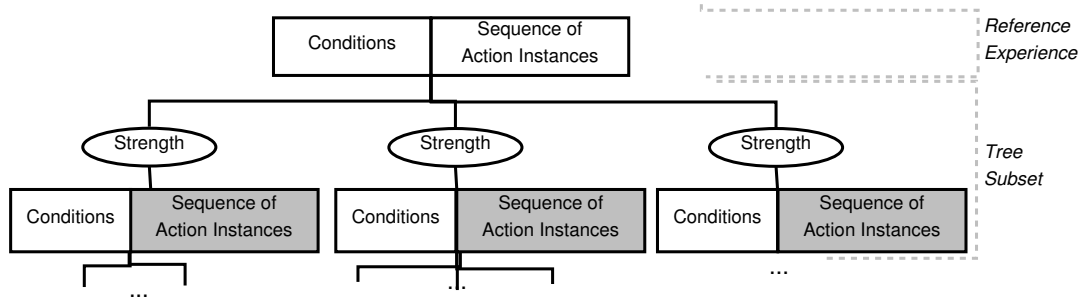 Conditions
Sequence of
Action Instances
Reference
Experience
Strength
Strength
Strength
Tree
Subset
Conditions
Sequence of
Action Instances
Conditions
Sequence of
Action Instances
Conditions
Sequence of
Action Instances
...
...
...